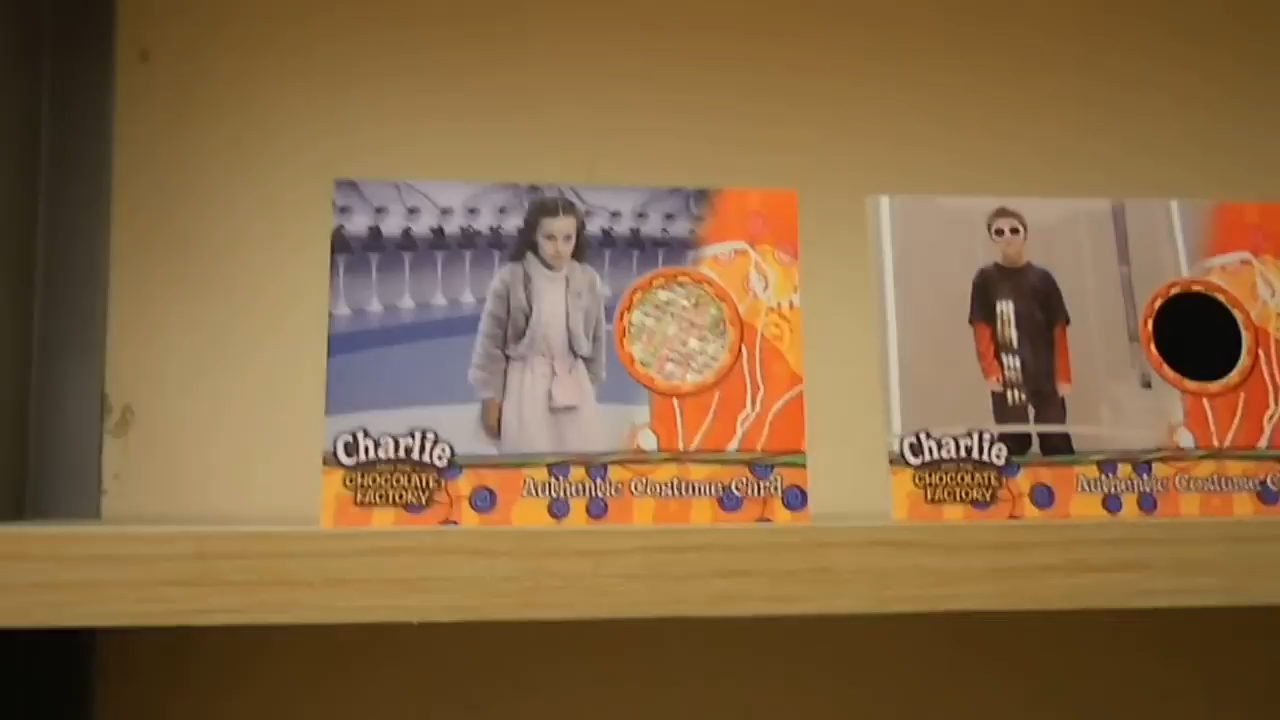 Charlie
AND THE
CHOCOLATE
FACTORY
Authentic Costume Card
Charlie
AND THE
CHOCOLATE
FACTORY
Authentic Costume C